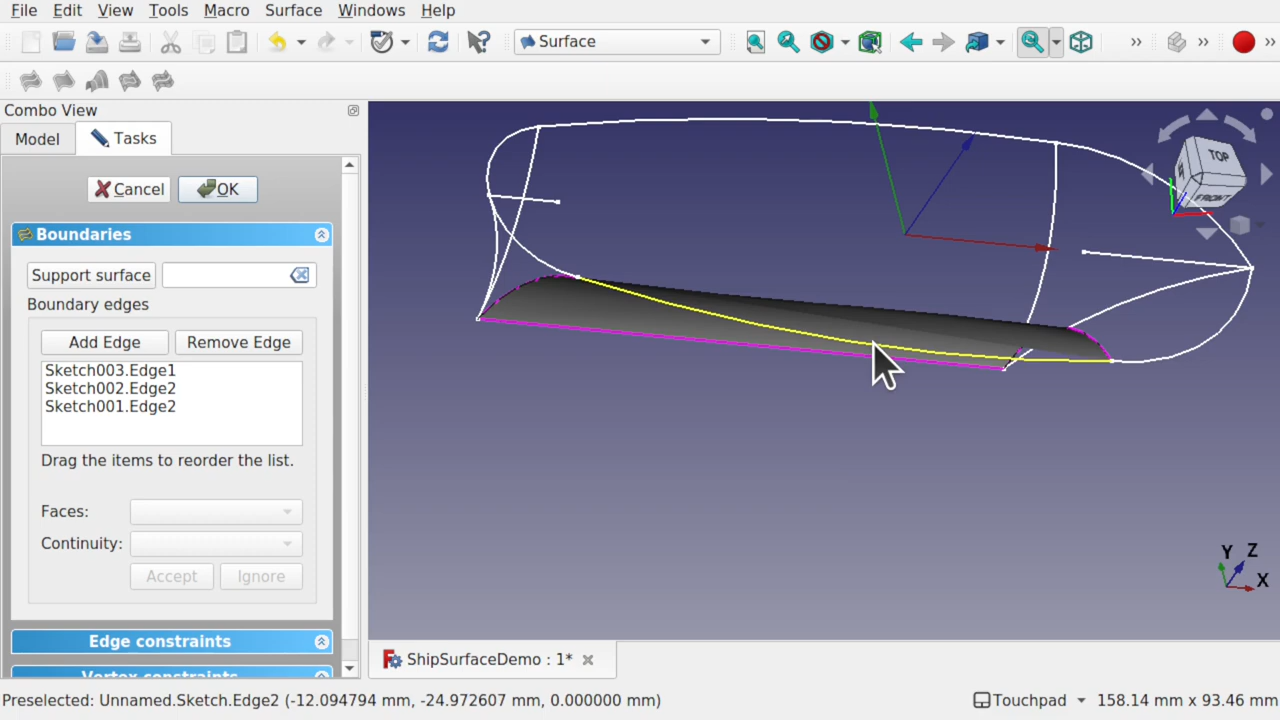 File Edit View Tools Macro Surface Windows Help
Surface
Combo View
Model Tasks
Cancel OK
Boundaries
Support surface
Boundary edges
Add Edge Remove Edge
Sketch003.Edge1
Sketch002.Edge2
Sketch001.Edge2
Drag the items to reorder the list.
Faces:
Continuity:
Accept Ignore
Edge constraints
Vertex constraints
TOP
FRONT
Y Z
X
ShipSurfaceDemo : 1*
Preselected: Unnamed.Sketch.Edge2 (-12.094794 mm, -24.972607 mm, 0.000000 mm)
Touchpad 158.14 mm x 93.46 mm